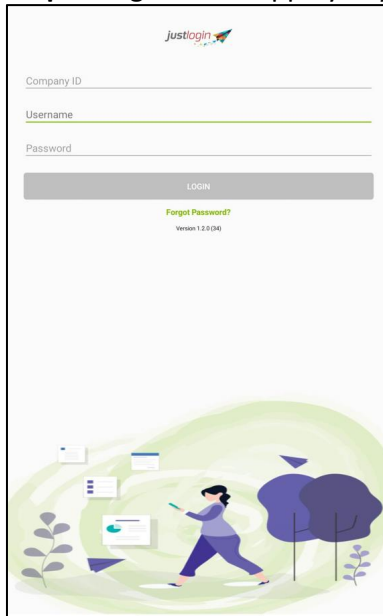 justlogin
Company ID
Username
Password
LOGIN
Forgot Password?
Version 1.2.0 (34)